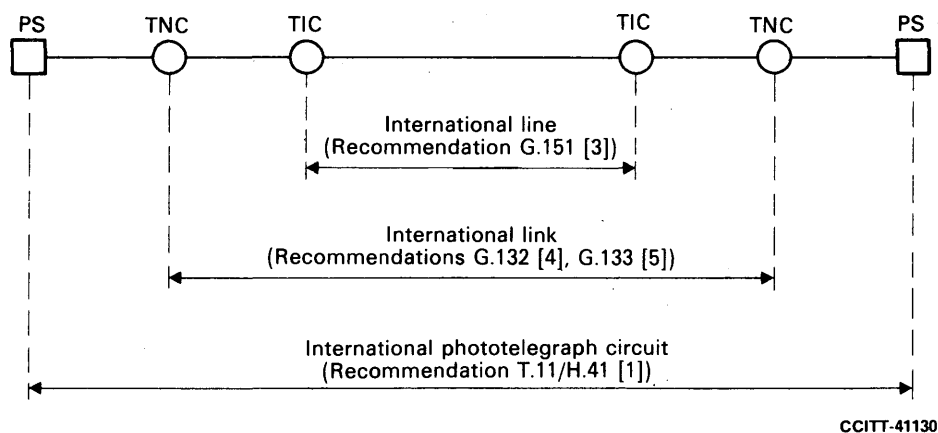 PS TNC TIC TIC TNC PS
International line
(Recommendation G.151 [3])
International link
(Recommendations G.132 [4], G.133 [5])
International phototelegraph circuit
(Recommendation T.11/H.41 [1])
CCITT-41130